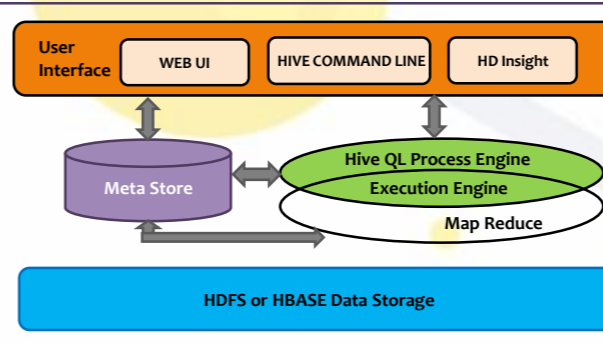 User
Interface
WEB UI
HIVE COMMAND LINE
HD Insight
Hive QL Process Engine
Meta Store
Execution Engine
Map Reduce
HDFS or HBASE Data Storage